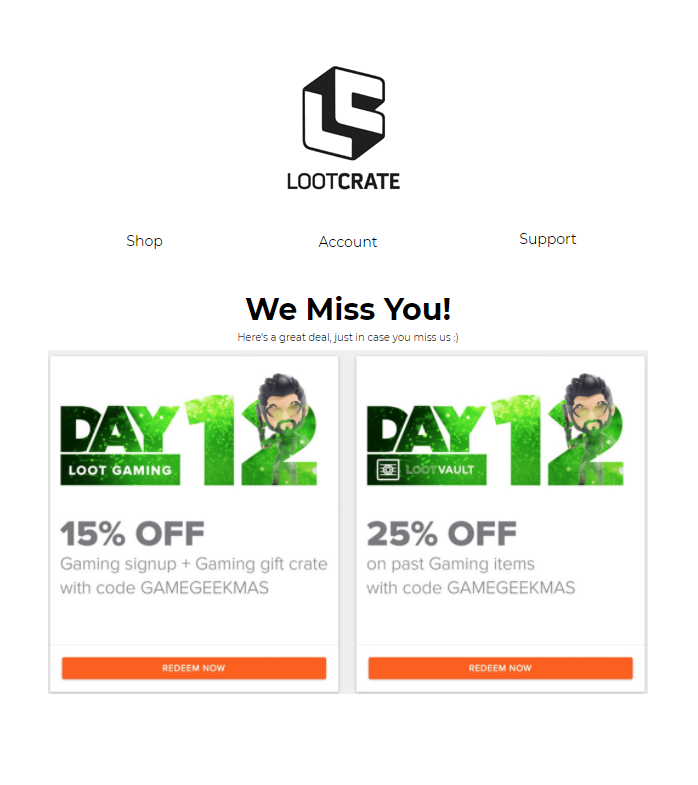 LOOTCRATE
Shop
Account
Support
We Miss You!
Here's a great deal, just in case you miss us :)
DAY 12
LOOT GAMING
15% OFF
Gaming signup + Gaming gift crate
with code GAMEGEEKMAS
REDEEM NOW
DAY 12
LOOTVAULT
25% OFF
on past Gaming items
with code GAMEGEEKMAS
REDEEM NOW